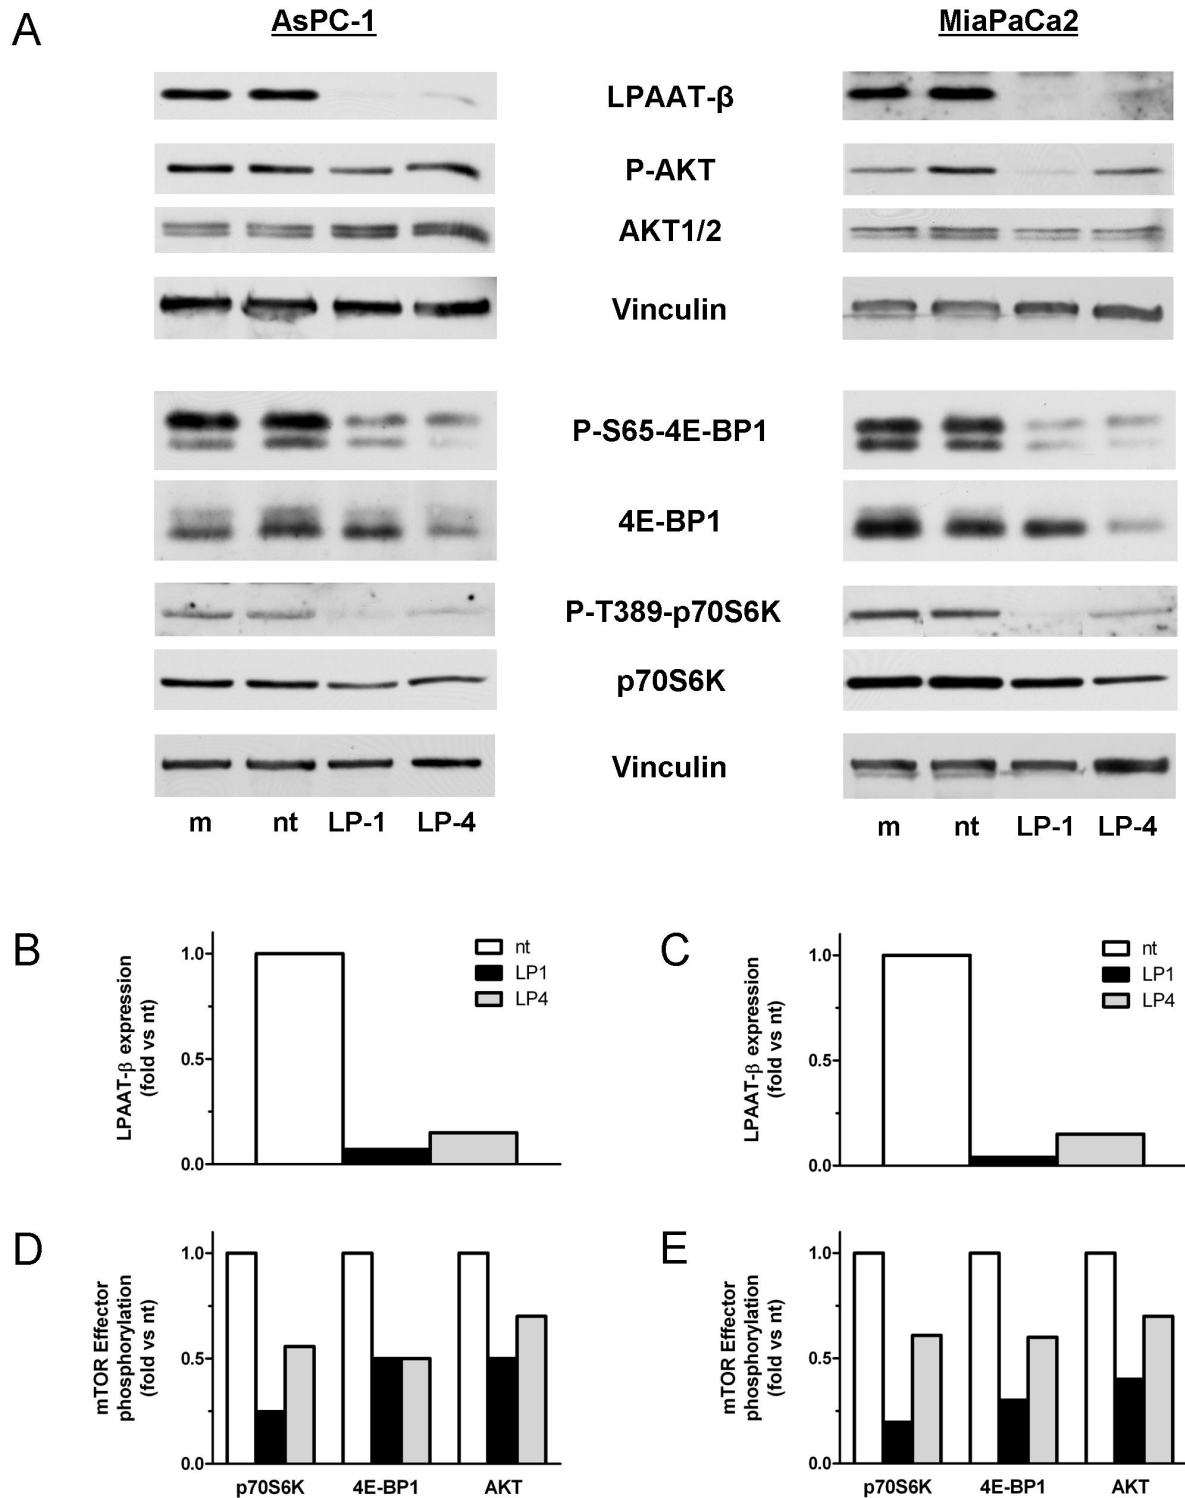 A
AsPC-1
MiaPaCa2
LPAAT-β
P-AKT
AKT1/2
Vinculin
P-S65-4E-BP1
4E-BP1
P-T389-p70S6K
p70S6K
Vinculin
m nt LP-1 LP-4
m nt LP-1 LP-4
B
LPAAT-β expression
(fold vs nt)
1.0
0.5
0.0
nt
LP1
LP4
C
LPAAT-β expression
(fold vs nt)
1.0
0.5
0.0
nt
LP1
LP4
D
mTOR Effector
phosphorylation
(fold vs nt)
1.0
0.5
0.0
p70S6K 4E-BP1 AKT
E
mTOR Effector
phosphorylation
(fold vs nt)
1.0
0.5
0.0
p70S6K 4E-BP1 AKT